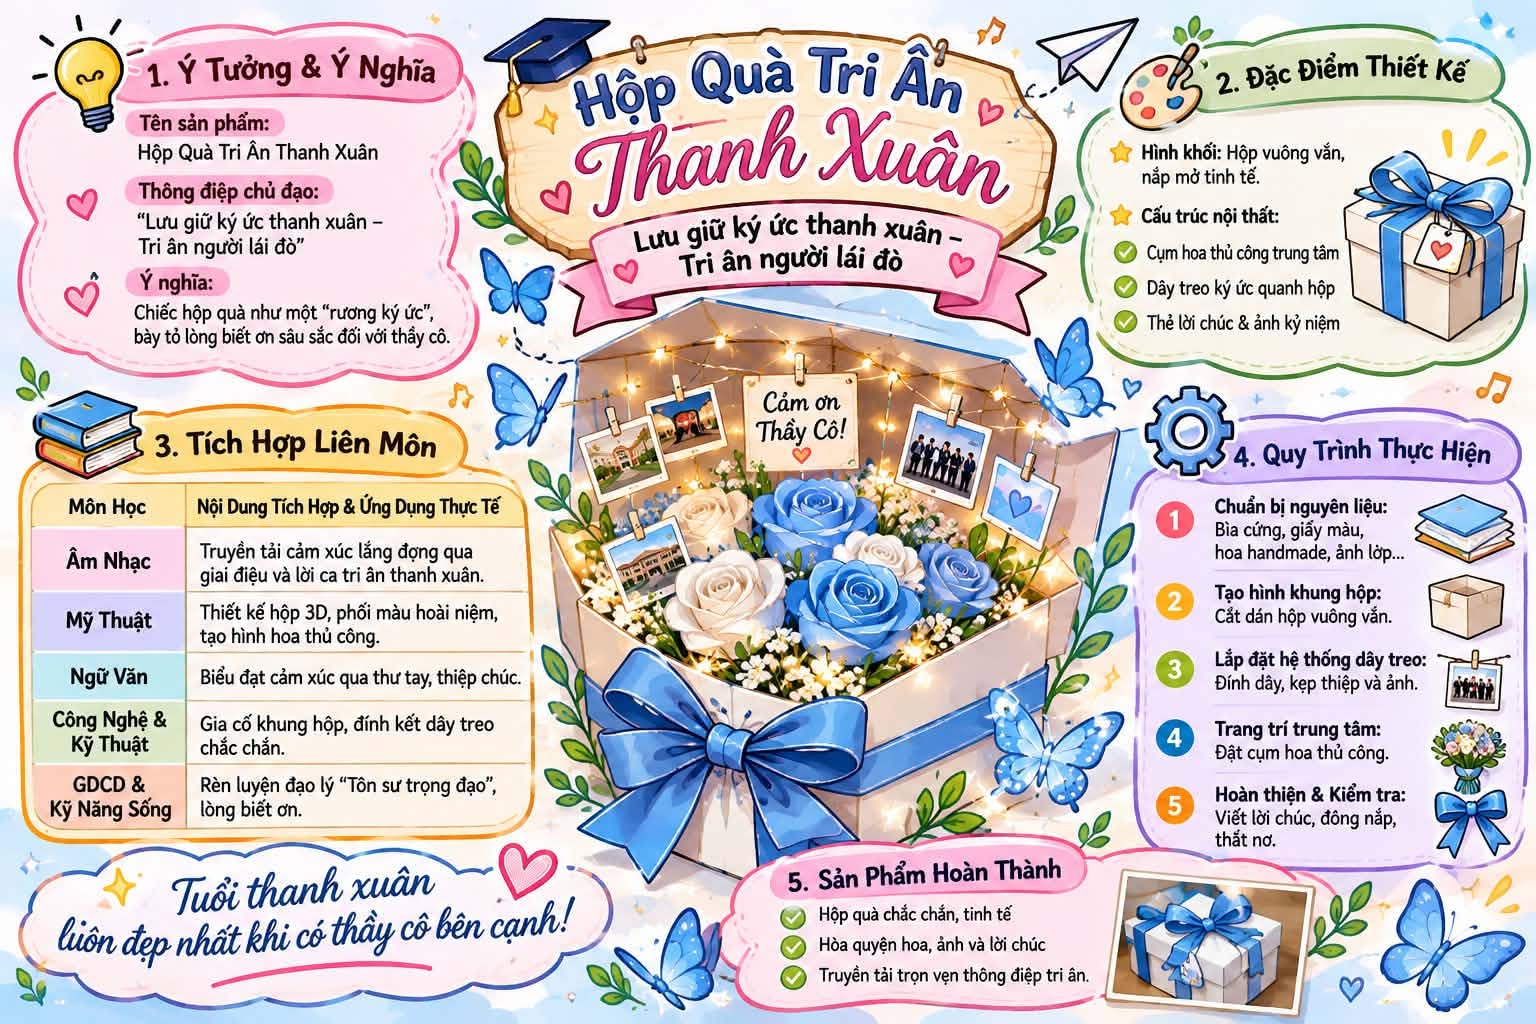 Hộp Quà Tri Ân
Thanh Xuân
Lưu giữ ký ức thanh xuân –
Tri ân người lái đò
1. Ý Tưởng & Ý Nghĩa
Tên sản phẩm:
Hộp Quà Tri Ân Thanh Xuân
Thông điệp chủ đạo:
“Lưu giữ ký ức thanh xuân –
Tri ân người lái đò”
Ý nghĩa:
Chiếc hộp quà như một “rương ký ức”,
bày tỏ lòng biết ơn sâu sắc đối với thầy cô.
2. Đặc Điểm Thiết Kế
Hình khối: Hộp vuông vắn,
nắp mở tinh tế.
Cấu trúc nội thất:
Cụm hoa thủ công trung tâm
Dây treo ký ức quanh hộp
Thẻ lời chúc & ảnh kỷ niệm
Cảm ơn
Thầy Cô!
3. Tích Hợp Liên Môn
Môn Học
Nội Dung Tích Hợp & Ứng Dụng Thực Tế
Âm Nhạc
Truyền tải cảm xúc lắng đọng qua
giai điệu và lời ca tri ân thanh xuân.
Mỹ Thuật
Thiết kế hộp 3D, phối màu hoài niệm,
tạo hình hoa thủ công.
Ngữ Văn
Biểu đạt cảm xúc qua thư tay, thiệp chúc.
Công Nghệ &
Kỹ Thuật
Gia cố khung hộp, đính kết dây treo
chắc chắn.
GDCD &
Kỹ Năng Sống
Rèn luyện đạo lý “Tôn sư trọng đạo”,
lòng biết ơn.
4. Quy Trình Thực Hiện
1
Chuẩn bị nguyên liệu:
Bìa cứng, giấy màu,
hoa handmade, ảnh lớp...
2
Tạo hình khung hộp:
Cắt dán hộp vuông vắn.
3
Lắp đặt hệ thống dây treo:
Đính dây, kẹp thiệp và ảnh.
4
Trang trí trung tâm:
Đặt cụm hoa thủ công.
5
Hoàn thiện & Kiểm tra:
Viết lời chúc, đóng nắp,
thắt nơ.
Tuổi thanh xuân
luôn đẹp nhất khi có thầy cô bên cạnh!
5. Sản Phẩm Hoàn Thành
Hộp quà chắc chắn, tinh tế
Hòa quyện hoa, ảnh và lời chúc
Truyền tải trọn vẹn thông điệp tri ân.